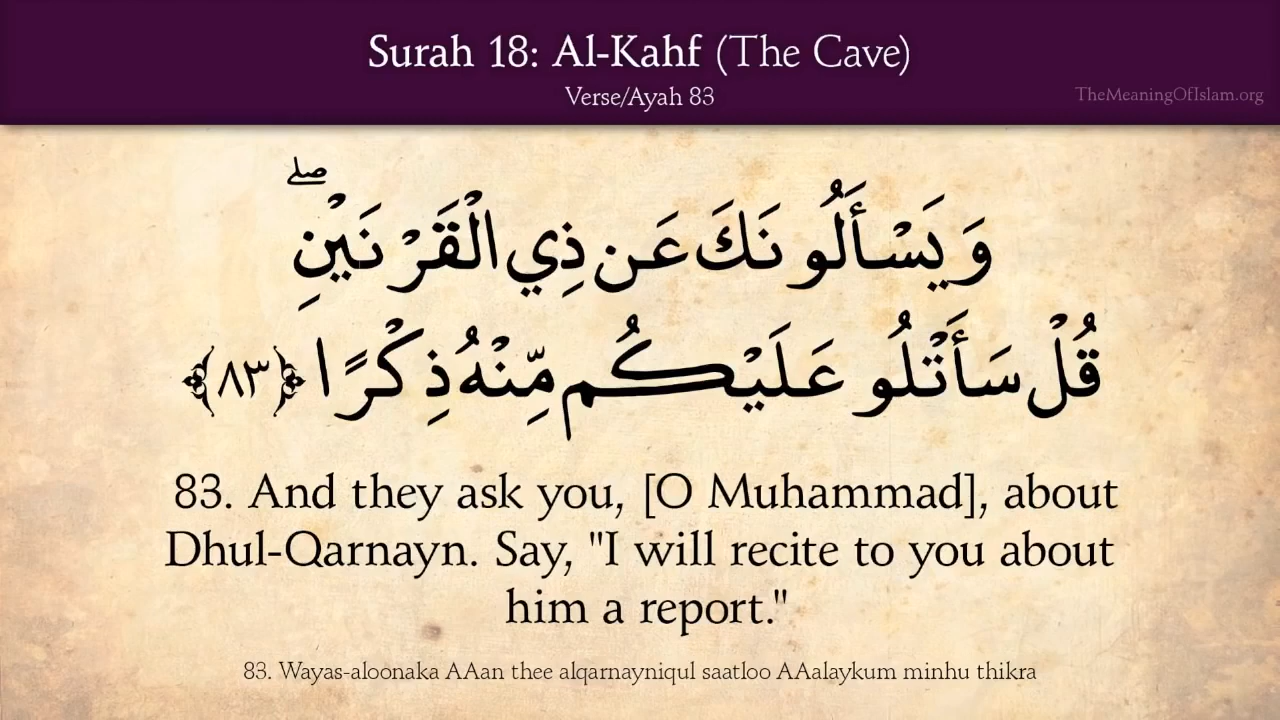 Surah 18: Al-Kahf (The Cave)
Verse/Ayah 83
TheMeaningOfIslam.org
وَيَسْأَلُونَكَ عَن ذِي الْقَرْنَيْنِ ۖ
قُلْ سَأَتْلُو عَلَيْكُم مِّنْهُ ذِكْرًا ﴿٨٣﴾
83. And they ask you, [O Muhammad], about
Dhul-Qarnayn. Say, "I will recite to you about
him a report."
83. Wayas-aloonaka AAan thee alqarnayniqul saatloo AAalaykum minhu thikra